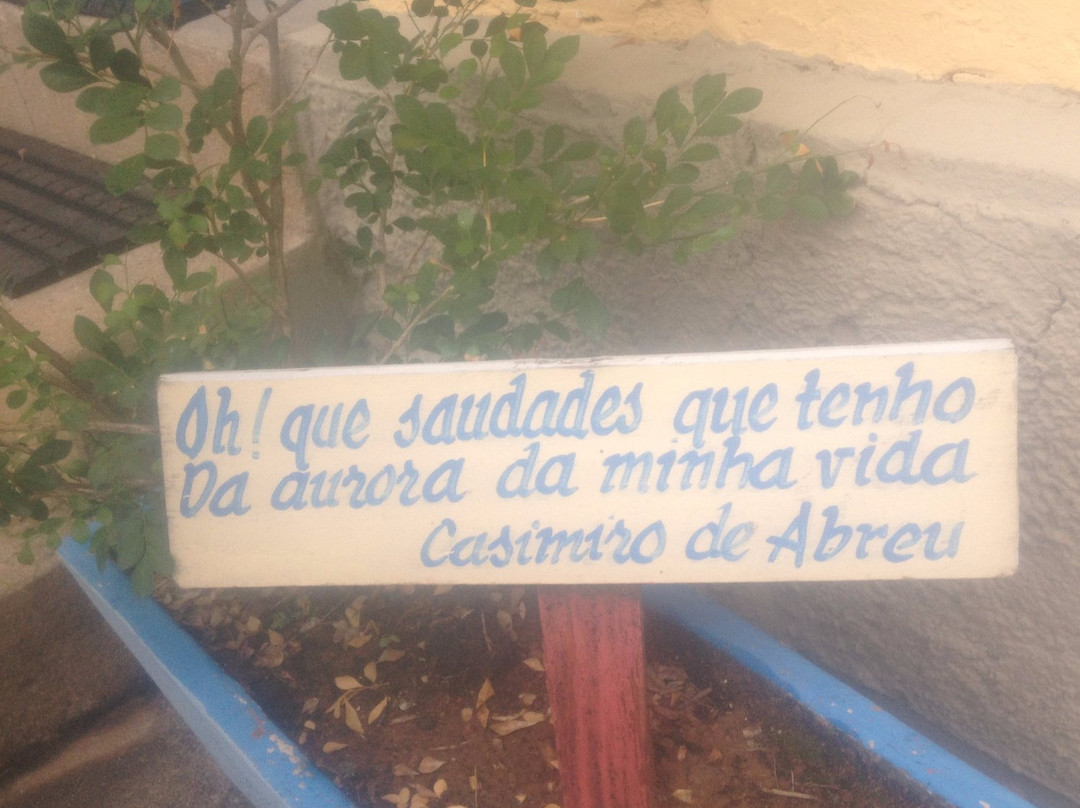 Oh! que saudades que tenho
Da aurora da minha vida
Casimiro de Abreu